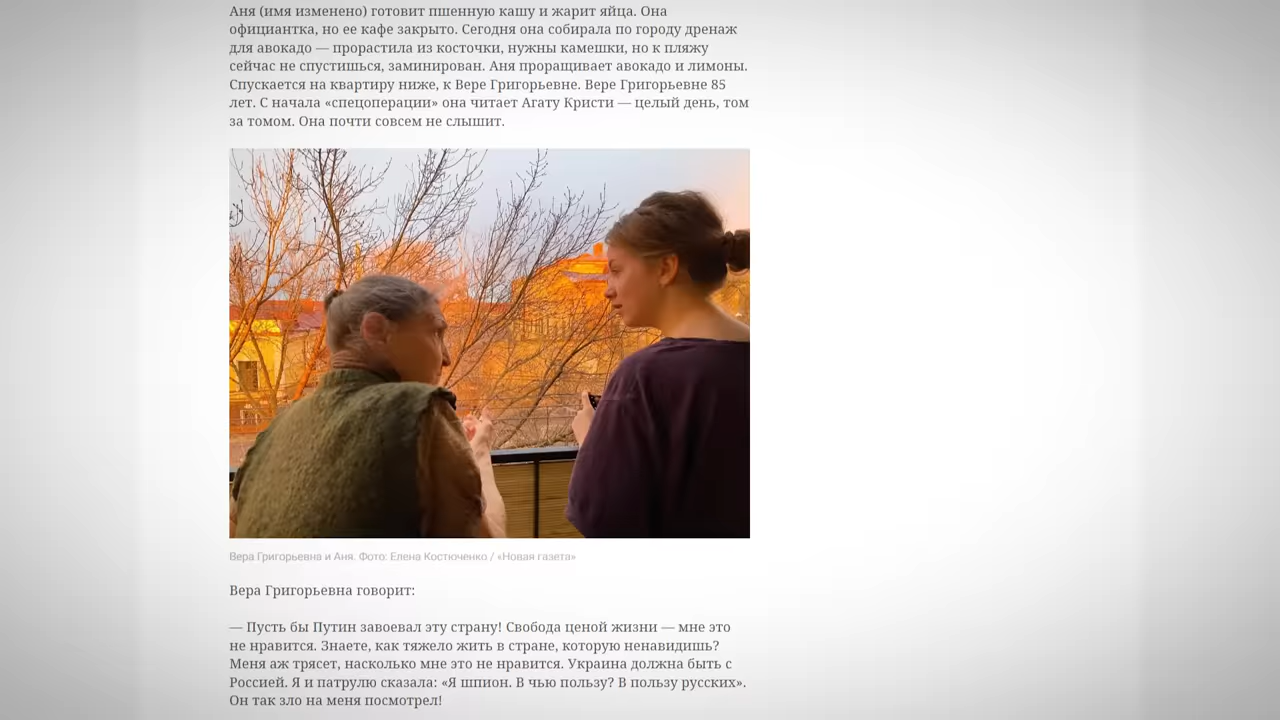 Аня (имя изменено) готовит пшенную кашу и жарит яйца. Она
официантка, но ее кафе закрыто. Сегодня она собирала по городу дренаж
для авокадо — прорастила из косточки, нужны камешки, но к пляжу
сейчас не спустишься, заминирован. Аня проращивает авокадо и лимоны.
Спускается на квартиру ниже, к Вере Григорьевне. Вере Григорьевне 85
лет. С начала «спецоперации» она читает Агату Кристи — целый день, том
за томом. Она почти совсем не слышит.
Вера Григорьевна и Аня. Фото: Елена Костюченко / «Новая газета»
Вера Григорьевна говорит:
— Пусть бы Путин завоевал эту страну! Свобода ценой жизни — мне это
не нравится. Знаете, как тяжело жить в стране, которую ненавидишь?
Меня аж трясет, насколько мне это не нравится. Украина должна быть с
Россией. Я и патрулю сказала: «Я шпион. В чью пользу? В пользу русских».
Он так зло на меня посмотрел!